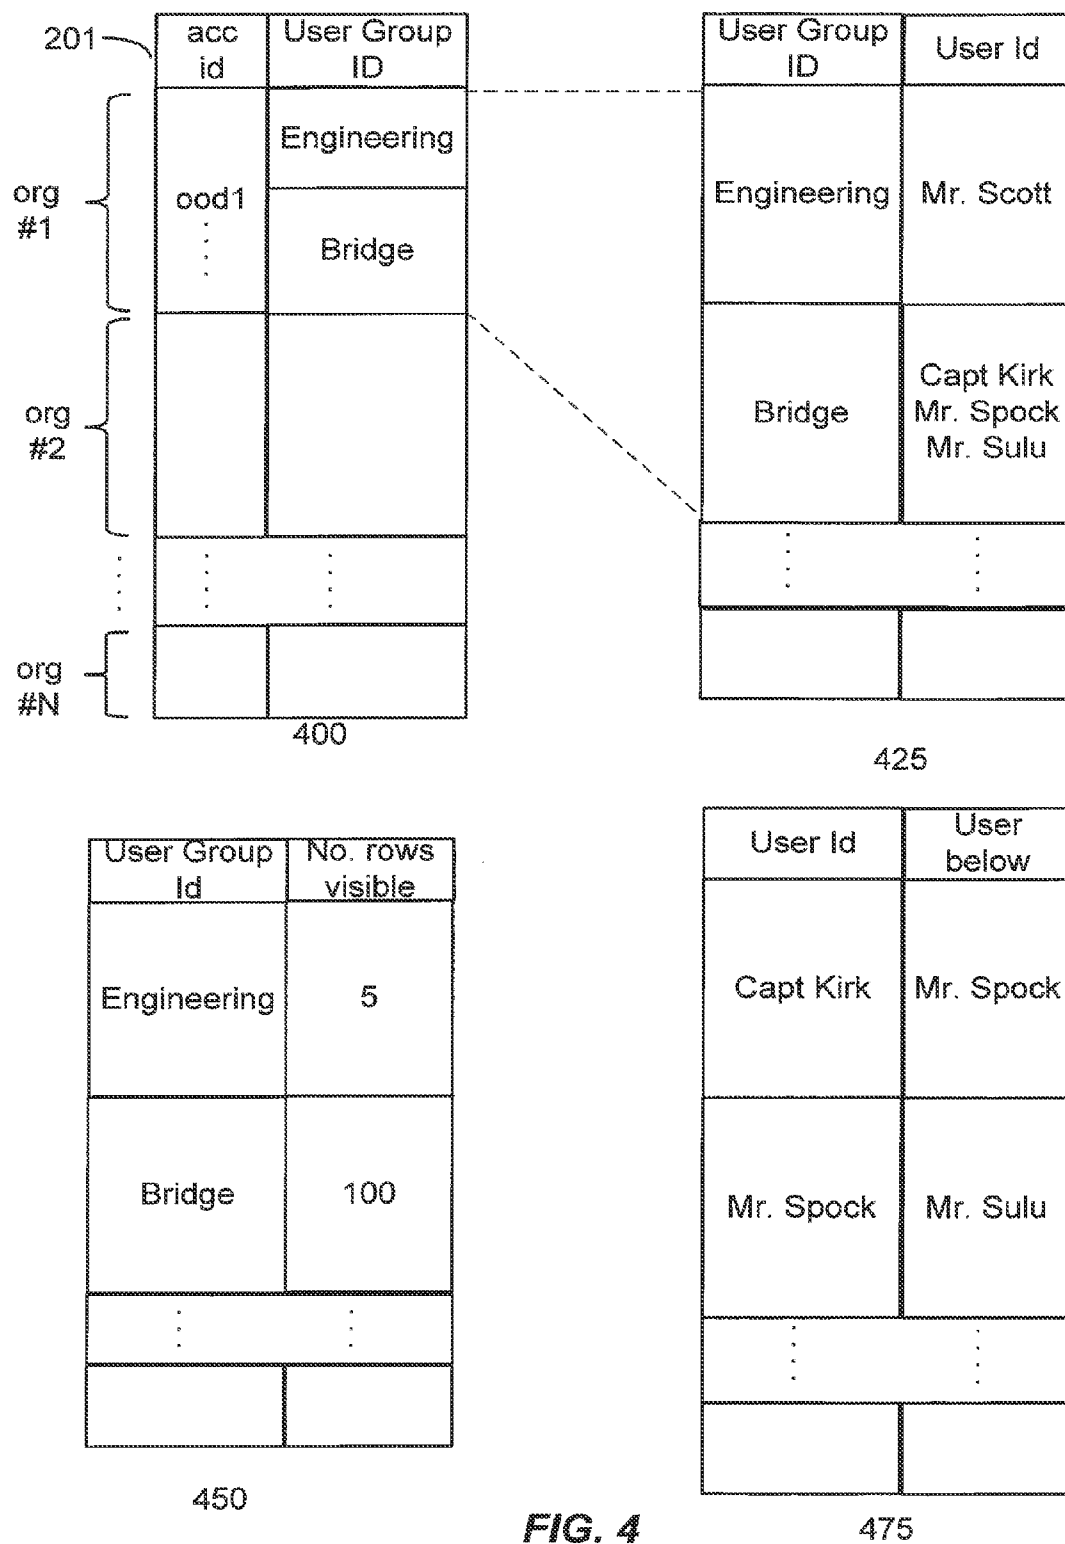 201
acc
id
User Group
ID
org
#1
ood1
Engineering
Bridge
org
#2
org
#N
400
User Group
ID
User Id
Engineering
Mr. Scott
Bridge
Capt Kirk
Mr. Spock
Mr. Sulu
425
User Group
Id
No. rows
visible
Engineering
5
Bridge
100
450
User Id
User
below
Capt Kirk
Mr. Spock
Mr. Spock
Mr. Sulu
475
FIG. 4